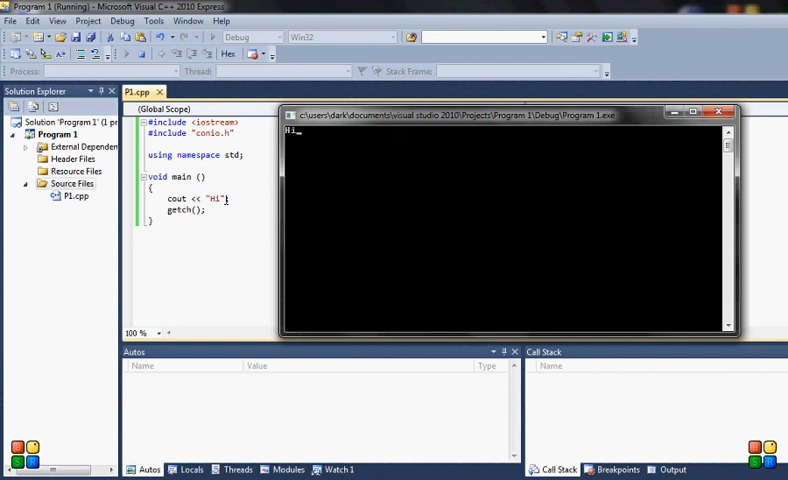 Program 1 (Running) - Microsoft Visual C++ 2010 Express
File Edit View Project Debug Tools Window Help
Debug Win32
Hex
Process: Thread: Stack Frame:
Solution Explorer
P1.cpp
(Global Scope)
Solution 'Program 1' (1 pr
Program 1
External Dependen
Header Files
Resource Files
Source Files
P1.cpp
#include <iostream>
#include "conio.h"
using namespace std;
void main ()
{
cout << "Hi";
getch();
}
100 %
c:\users\dark\documents\visual studio 2010\Projects\Program 1\Debug\Program 1.exe
Hi_
Autos
Name Value Type
Call Stack
Name
Autos Locals Threads Modules Watch 1
Call Stack Breakpoints Output